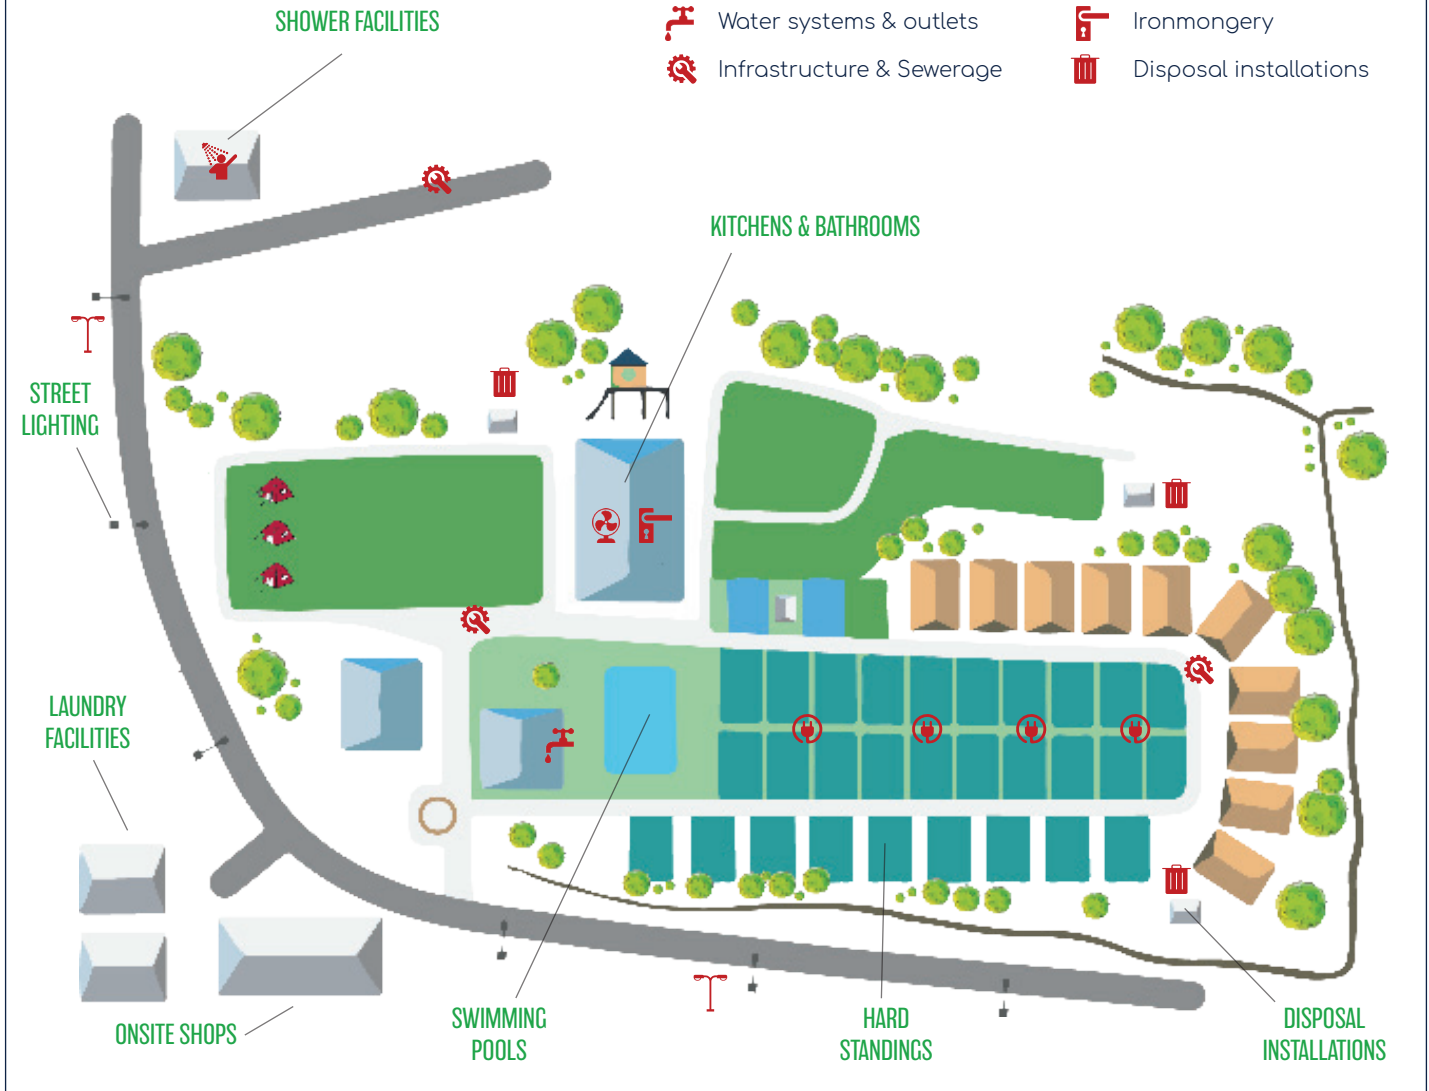 SHOWER FACILITIES
Water systems & outlets
Ironmongery
Infrastructure & Sewerage
Disposal installations
KITCHENS & BATHROOMS
STREET
LIGHTING
LAUNDRY
FACILITIES
ONSITE SHOPS
SWIMMING
POOLS
HARD
STANDINGS
DISPOSAL
INSTALLATIONS